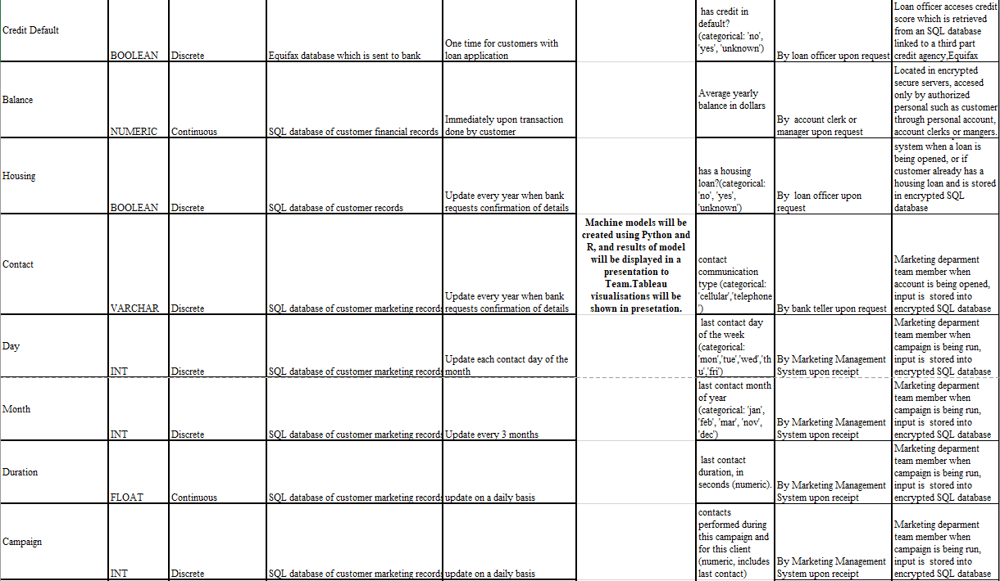 Credit Default
BOOLEAN
Discrete
Equifax database which is sent to bank
One time for customers with
loan application
has credit in
default?
(categorical: 'no',
'yes', 'unknown')
By loan officer upon request
Loan officer acceses credit
score which is retrieved
from an SQL database
linked to a third part
credit agency,Equifax
Balance
NUMERIC
Continuous
SQL database of customer financial records
Immediately upon transaction
done by customer
Average yearly
balance in dollars
By  account clerk or
manager upon request
Located in encrypted
secure servers, accesed
only by authorized
personal such as customer
through personal account,
account clerks or mangers.
Housing
BOOLEAN
Discrete
SQL database of customer records
Update every year when bank
requests confirmation of details
has a housing
loan?(categorical:
'no', 'yes',
'unknown')
By  loan officer upon
request
system when a loan is
being opened, or if
customer already has a
housing loan and is stored
in encrypted SQL
database
Contact
VARCHAR
Discrete
SQL database of customer marketing records
Update every year when bank
requests confirmation of details
Machine models will be
created using Python and
R, and results of model
will be displayed in a
presentation to
Team.Tableau
visualisations will be
shown in presetation.
contact
communication
type (categorical:
'cellular','telephone
')
By bank teller upon request
Marketing deparment
team member when
account is being opened,
input is  stored into
encrypted SQL database
Day
INT
Discrete
SQL database of customer marketing records
Update each contact day of the
month
last contact day
of the week
(categorical:
'mon','tue','wed','th
u','fri')
By Marketing Management
System upon receipt
Marketing deparment
team member when
campaign is being run,
input is  stored into
encrypted SQL database
Month
INT
Discrete
SQL database of customer marketing records
Update every 3 months
last contact month
of year
(categorical: 'jan',
'feb', 'mar', 'nov',
'dec')
By Marketing Management
System upon receipt
Marketing deparment
team member when
campaign is being run,
input is  stored into
encrypted SQL database
Duration
FLOAT
Continuous
SQL database of customer marketing records
update on a daily basis
last contact
duration, in
seconds (numeric).
By Marketing Management
System upon receipt
Marketing deparment
team member when
campaign is being run,
input is  stored into
encrypted SQL database
Campaign
INT
Discrete
SQL database of customer marketing records
update on a daily basis
contacts
performed during
this campaign and
for this client
(numeric, includes
last contact)
By Marketing Management
System upon receipt
Marketing deparment
team member when
campaign is being run,
input is  stored into
encrypted SQL database